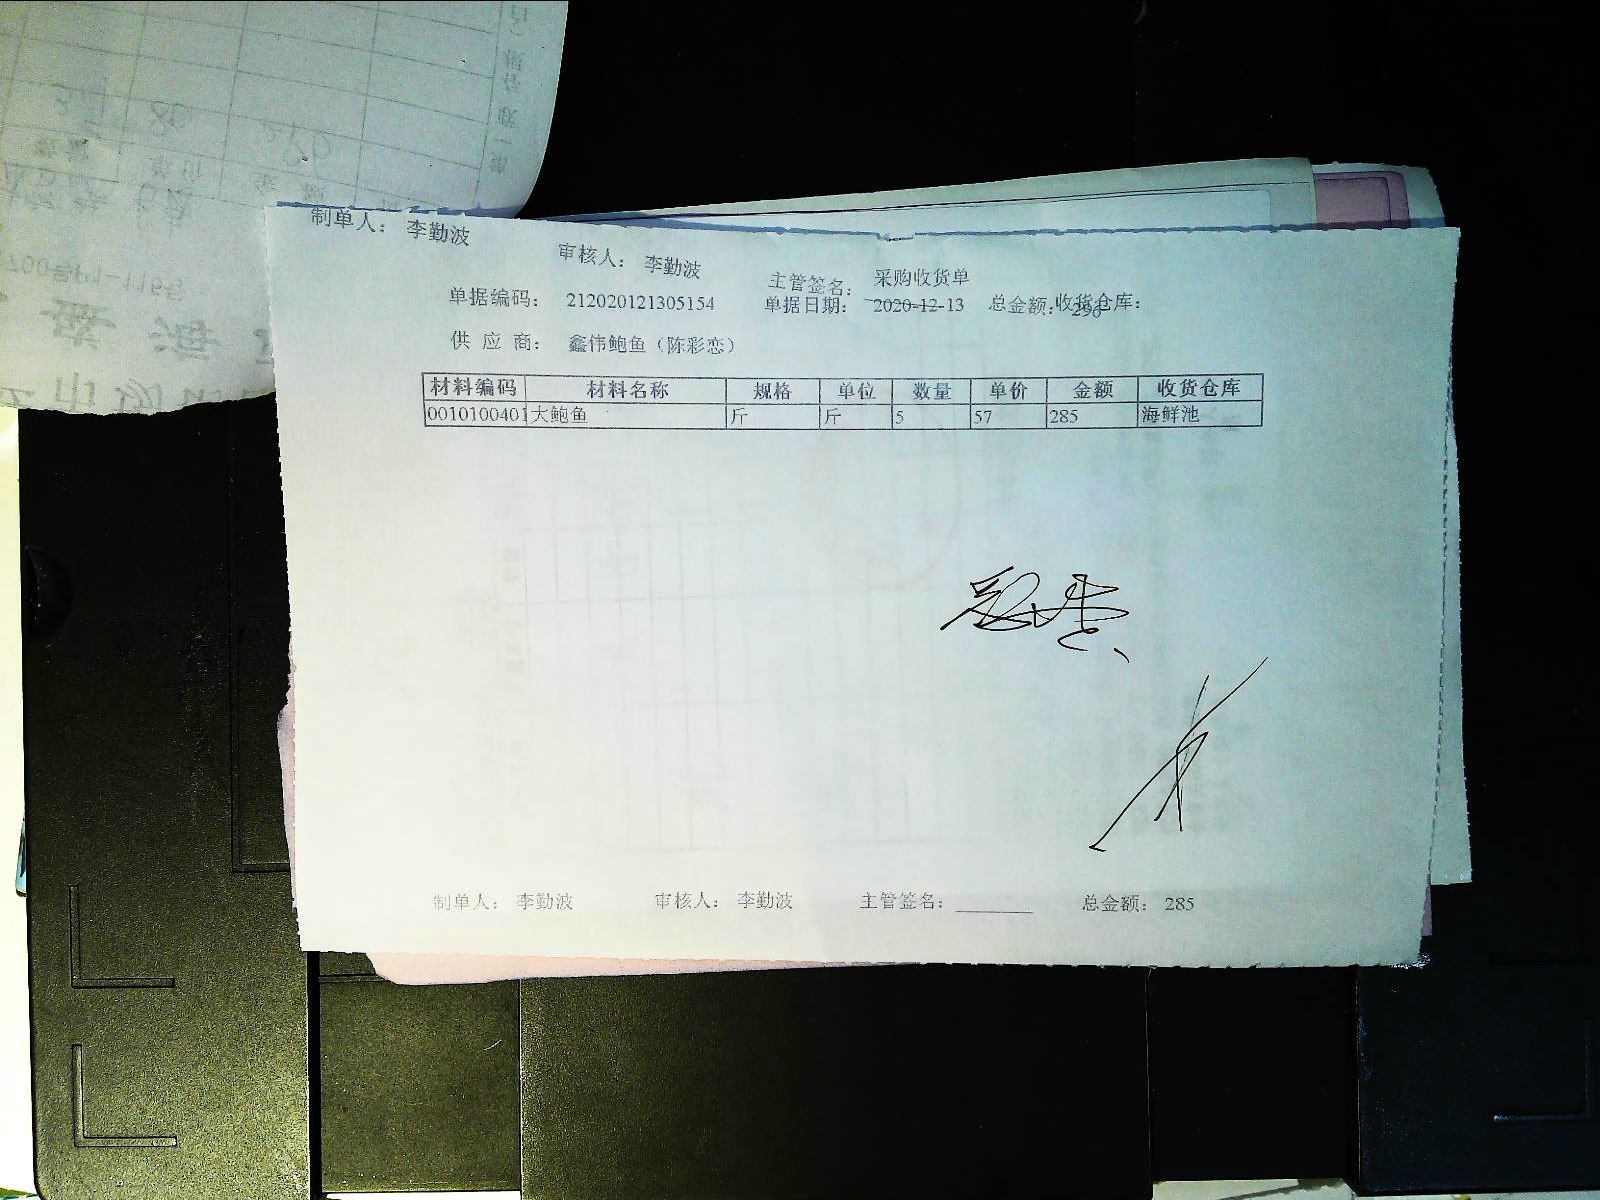 制单人： 李勤波
审核人： 李勤波
主管签名： 采购收货单
单据编码： 212020121305154 单据日期： 2020-12-13 总金额：290 收货仓库：
供 应 商： 鑫伟鲍鱼（陈彩恋）
材料编码 材料名称 规格 单位 数量 单价 金额 收货仓库
0010100401 大鲍鱼 斤 斤 5 57 285 海鲜池
制单人： 李勤波 审核人： 李勤波 主管签名： 总金额： 285